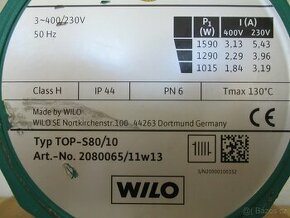 3~400/230V
50 Hz
P₁ (W) I (A)
400V 230V
1590 3,13 5,43
1290 2,29 3,96
1015 1,84 3,19
Class H IP 44 PN 6 Tmax 130°C
Made by WILO
WILO SE Nortkirchenstr.100 44263 Dortmund Germany
Typ TOP-S80/10
Art.-No. 2080065/11w13
WILO